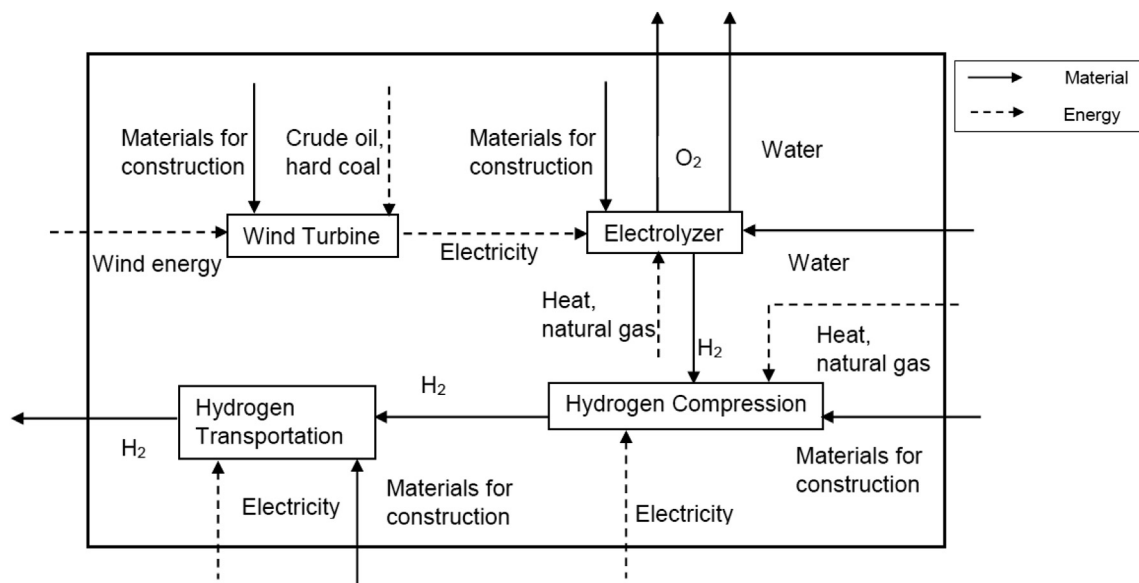 Material
Energy
Materials for
construction
Crude oil,
hard coal
Materials for
construction
O₂
Water
Wind Turbine
Electrolyzer
Wind energy
Electricity
Water
Heat,
natural gas
H₂
Heat,
natural gas
Hydrogen
Transportation
H₂
Hydrogen Compression
H₂
Electricity
Materials for
construction
Electricity
Materials for
construction